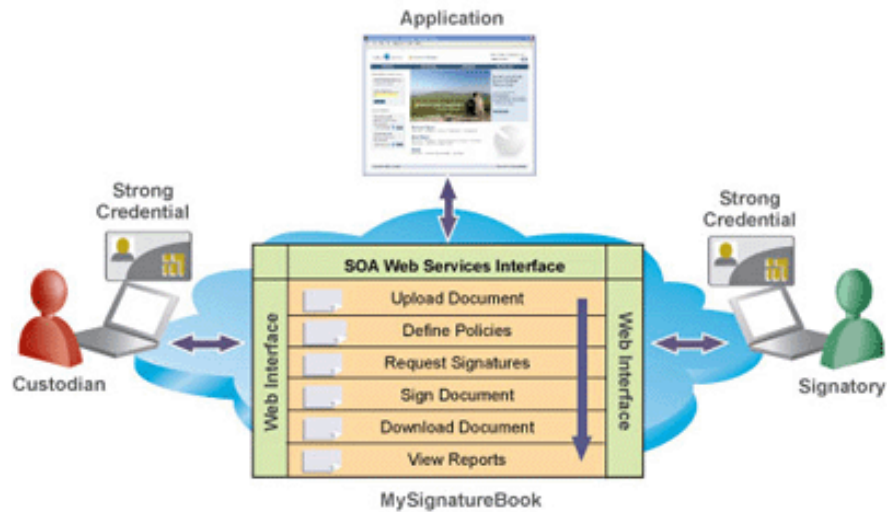 Application
Strong
Credential
Strong
Credential
SOA Web Services Interface
Web Interface
Upload Document
Define Policies
Request Signatures
Sign Document
Download Document
View Reports
Web Interface
Custodian
Signatory
MySignatureBook